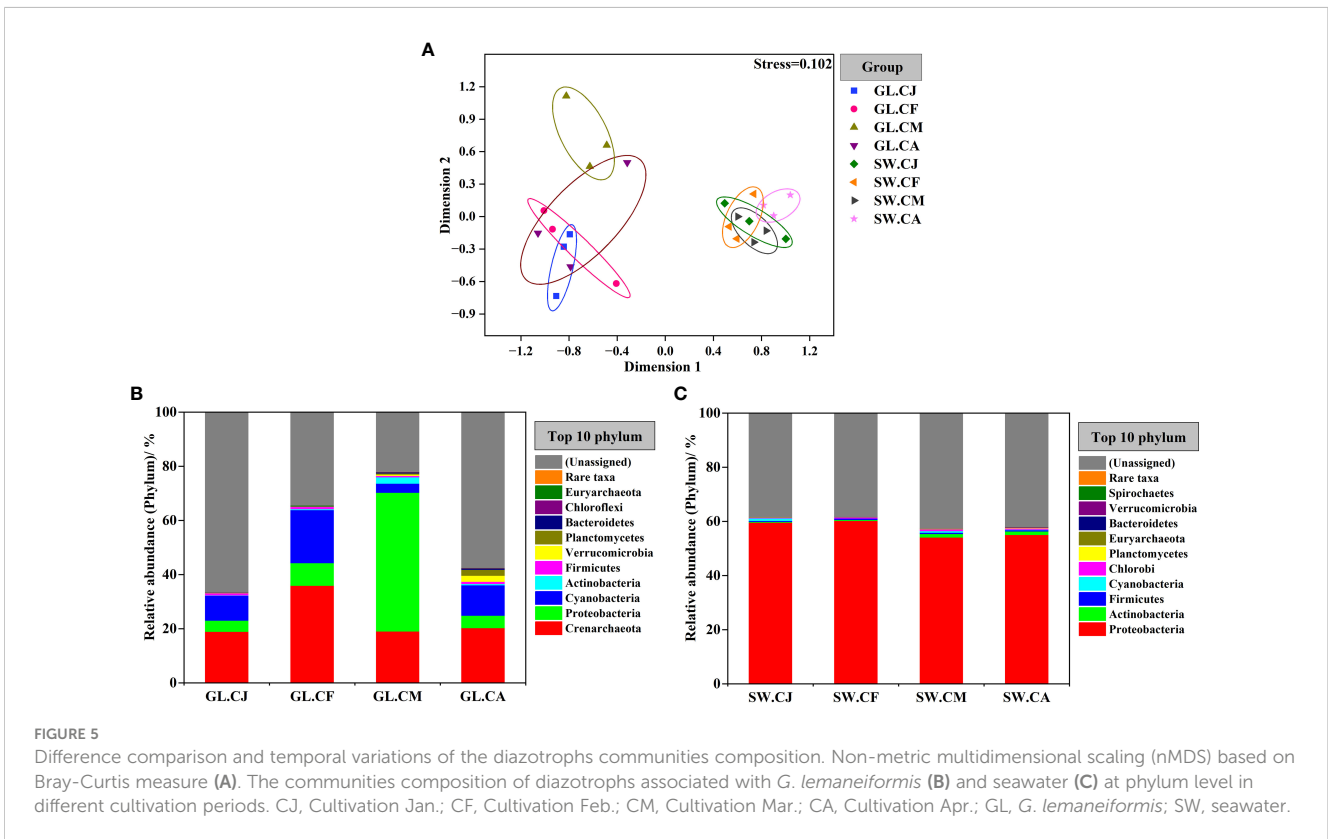 A
Stress=0.102
Group
GL.CJ
GL.CF
GL.CM
GL.CA
SW.CJ
SW.CF
SW.CM
SW.CA
Dimension 2
1.2
0.9
0.6
0.3
0.0
−0.3
−0.6
−0.9
−1.2 −0.8 −0.4 0.0 0.4 0.8 1.2
Dimension 1
B
Relative abundance (Phylum)/ %
100
80
60
40
20
0
GL.CJ GL.CF GL.CM GL.CA
Top 10 phylum
(Unassigned)
Rare taxa
Euryarchaeota
Chloroflexi
Bacteroidetes
Planctomycetes
Verrucomicrobia
Firmicutes
Actinobacteria
Cyanobacteria
Proteobacteria
Crenarchaeota
C
Relative abundance (Phylum)/ %
100
80
60
40
20
0
SW.CJ SW.CF SW.CM SW.CA
Top 10 phylum
(Unassigned)
Rare taxa
Spirochaetes
Verrucomicrobia
Bacteroidetes
Euryarchaeota
Planctomycetes
Chlorobi
Cyanobacteria
Firmicutes
Actinobacteria
Proteobacteria
FIGURE 5
Difference comparison and temporal variations of the diazotrophs communities composition. Non-metric multidimensional scaling (nMDS) based on
Bray-Curtis measure (A). The communities composition of diazotrophs associated with G. lemaneiformis (B) and seawater (C) at phylum level in
different cultivation periods. CJ, Cultivation Jan.; CF, Cultivation Feb.; CM, Cultivation Mar.; CA, Cultivation Apr.; GL, G. lemaneiformis; SW, seawater.